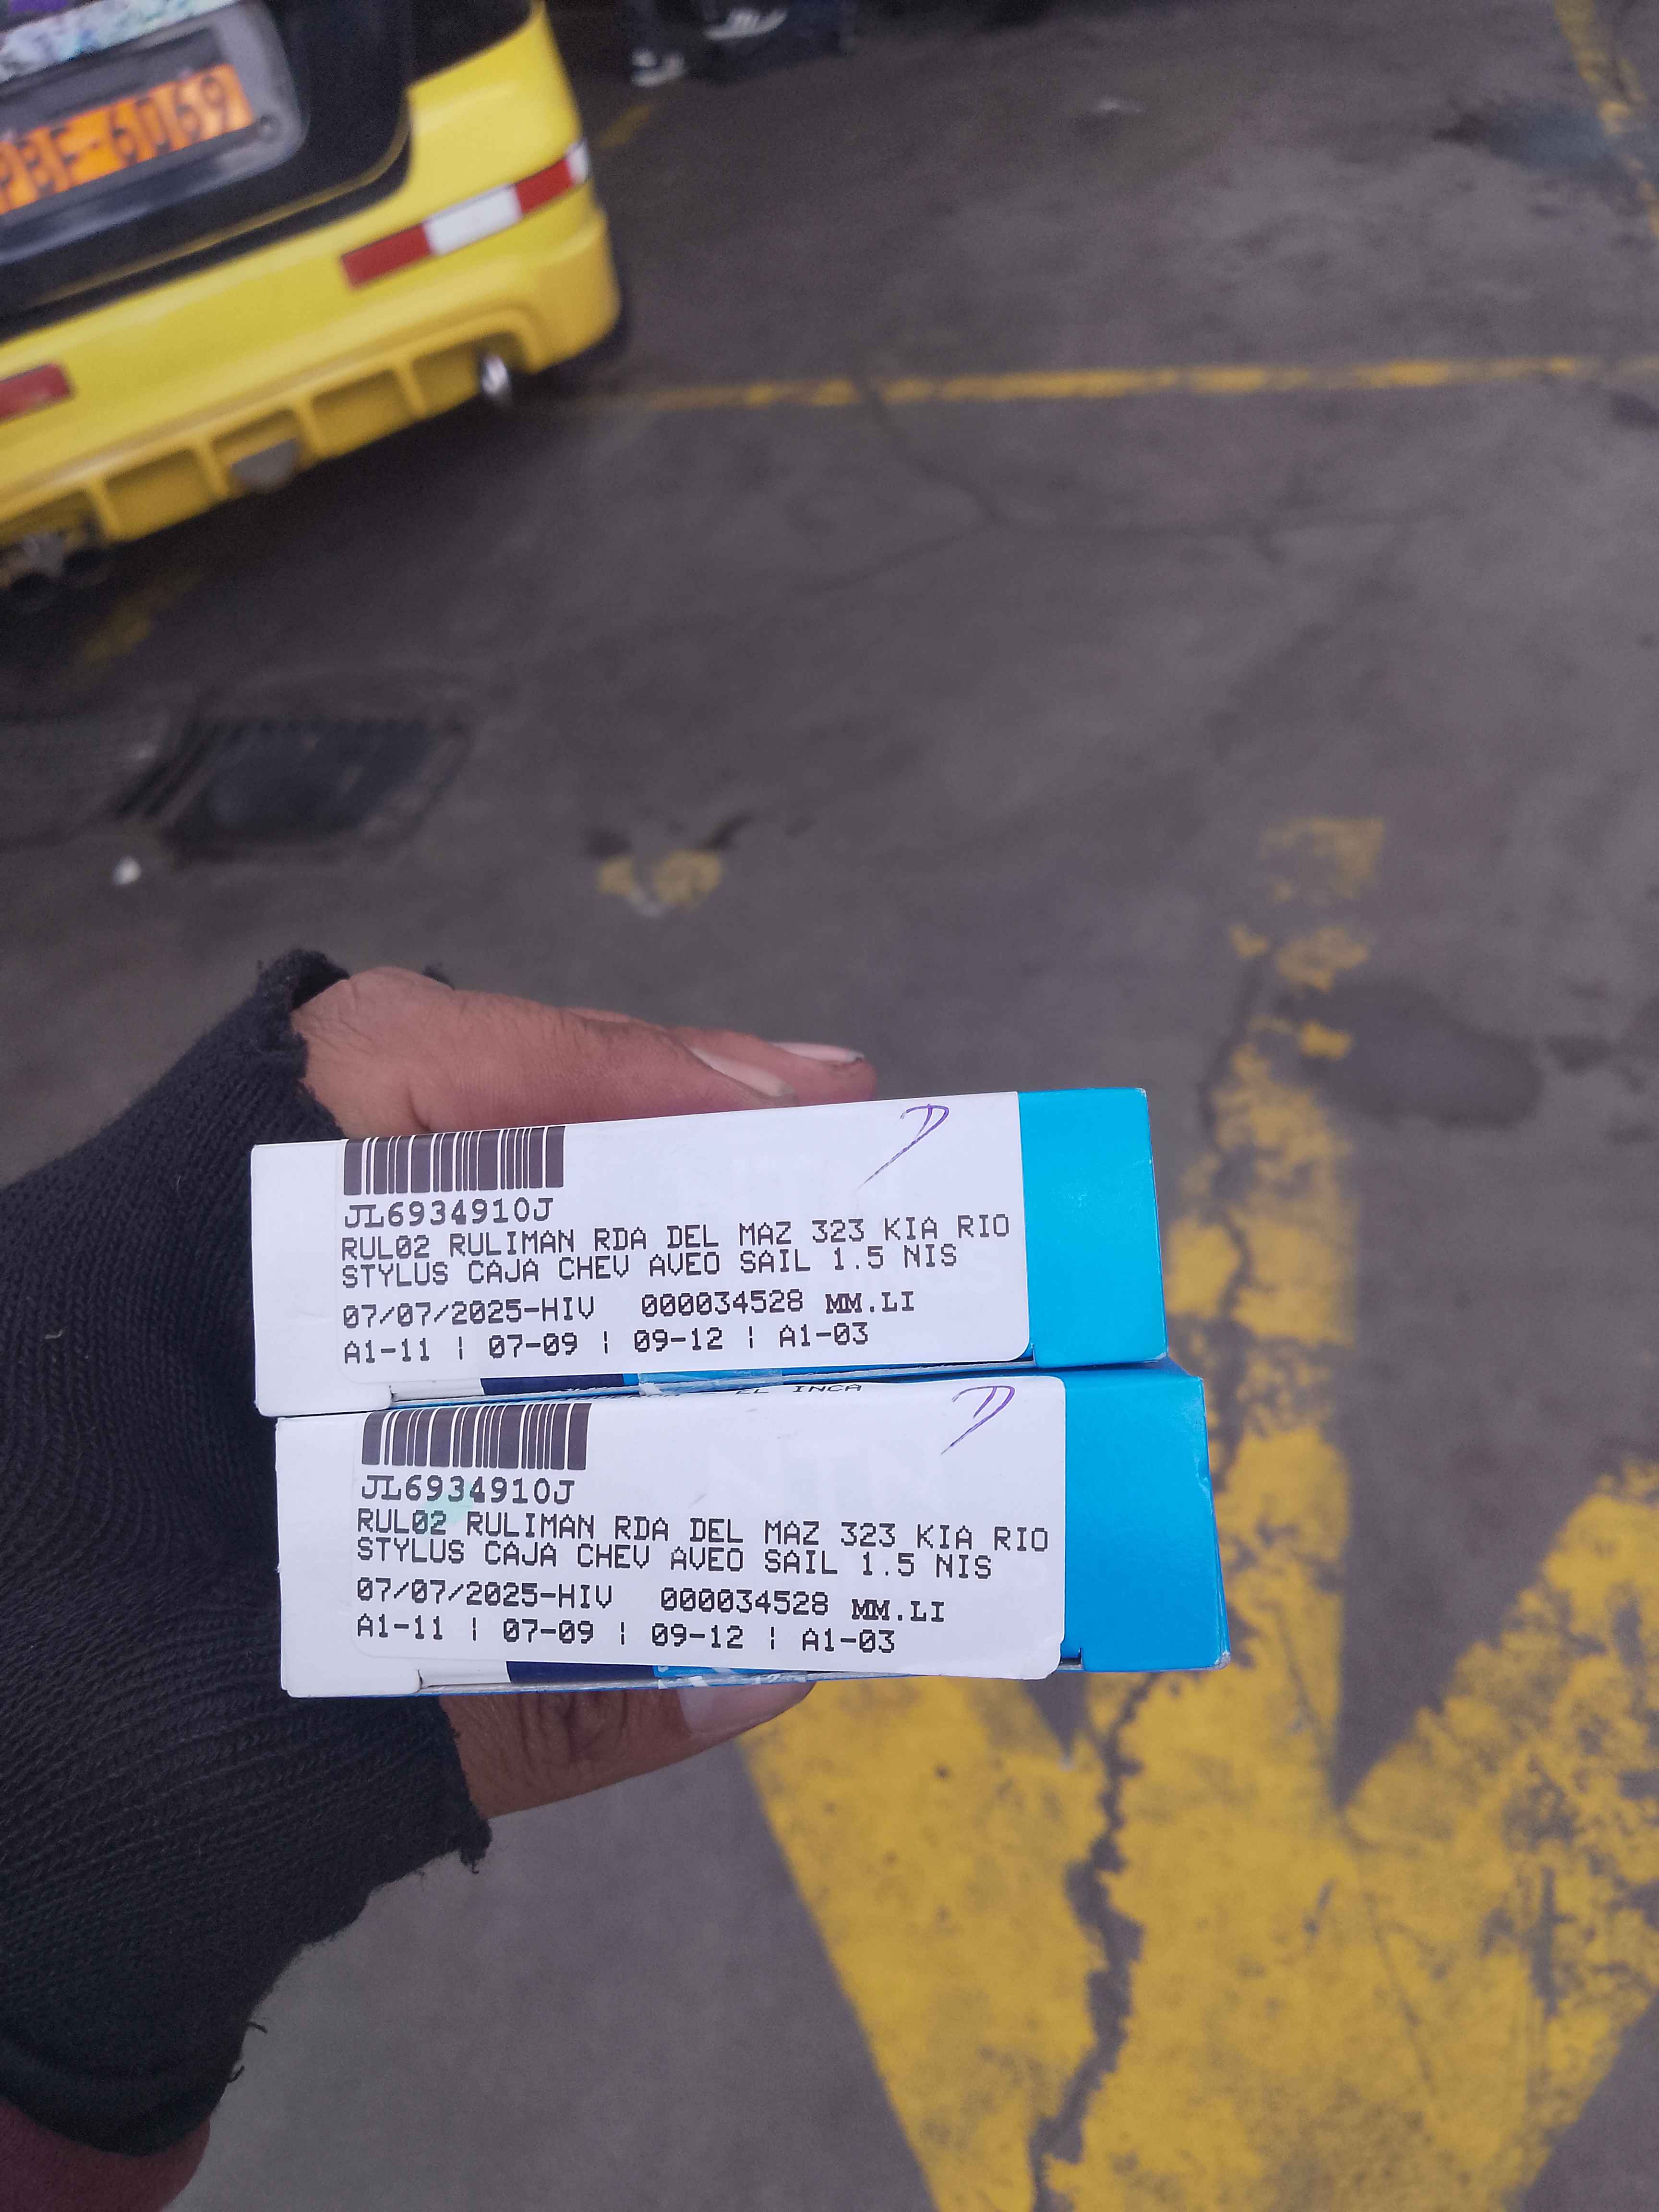 JL6934910J
RUL02 RULIMAN RDA DEL MAZ 323 KIA RIO
STYLUS CAJA CHEV AVEO SAIL 1.5 NIS
07/07/2025-HIV 000034528 MM.LI
A1-11 | 07-09 | 09-12 | A1-03
EL INCA
JL6934910J
RUL02 RULIMAN RDA DEL MAZ 323 KIA RIO
STYLUS CAJA CHEV AVEO SAIL 1.5 NIS
07/07/2025-HIV 000034528 MM.LI
A1-11 | 07-09 | 09-12 | A1-03